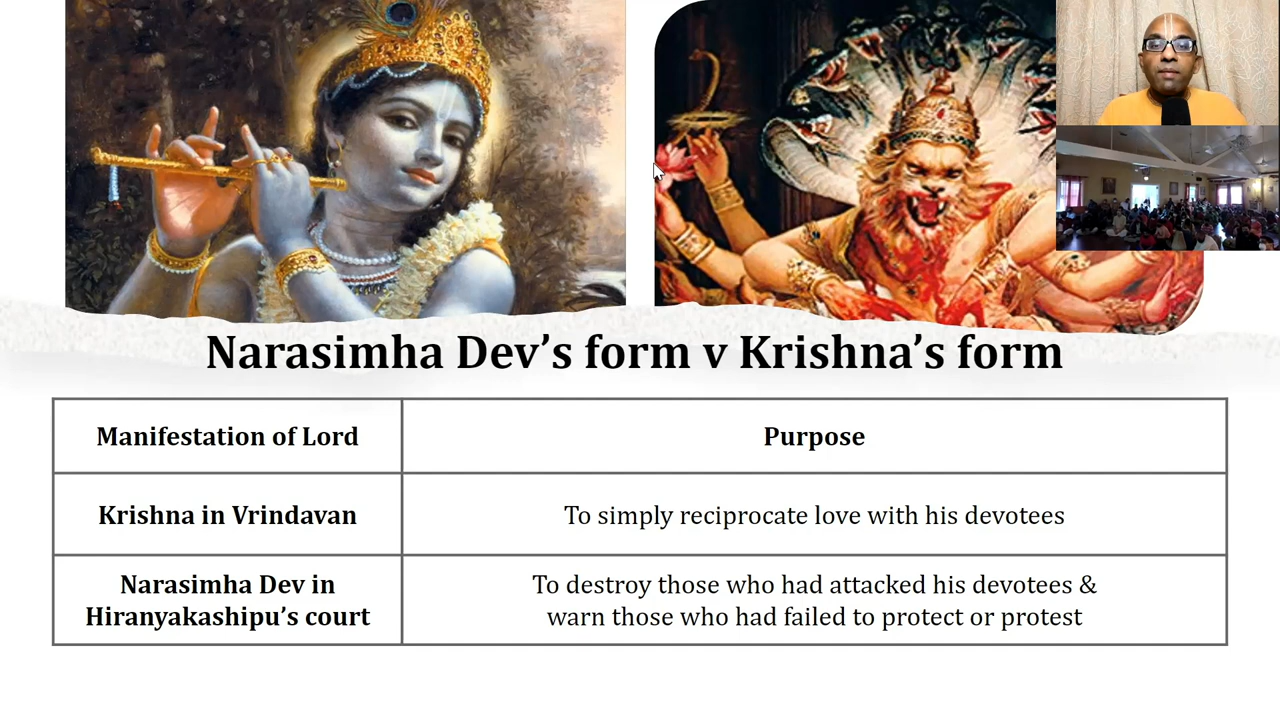 Narasimha Dev’s form v Krishna’s form
Manifestation of Lord
Purpose
Krishna in Vrindavan
To simply reciprocate love with his devotees
Narasimha Dev in
Hiranyakashipu’s court
To destroy those who had attacked his devotees &
warn those who had failed to protect or protest